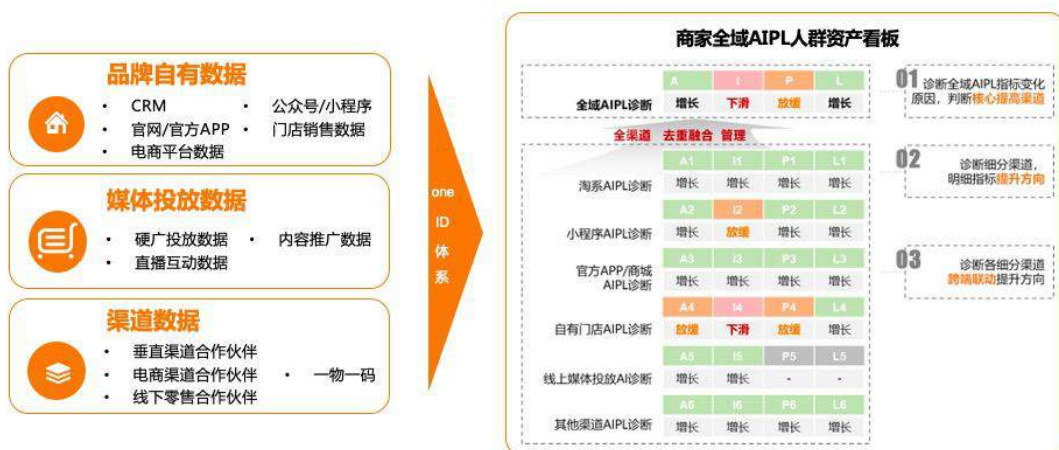 品牌自有数据
• CRM • 公众号/小程序
• 官网/官方APP • 门店销售数据
• 电商平台数据
媒体投放数据
• 硬广投放数据 • 内容推广数据
• 直播互动数据
渠道数据
• 垂直渠道合作伙伴
• 电商渠道合作伙伴 • 一物一码
• 线下零售合作伙伴
one
ID
体
系
商家全域AIPL人群资产看板
A I P L
全域AIPL诊断 增长 下滑 放缓 增长
全渠道 去重融合 管理
A1 I1 P1 L1
淘系AIPL诊断 增长 增长 增长 增长
A2 I2 P2 L2
小程序AIPL诊断 增长 放缓 增长 增长
A3 I3 P3 L3
官方APP/商城
AIPL诊断 增长 增长 增长 增长
A4 I4 P4 L4
自有门店AIPL诊断 放缓 下滑 放缓 增长
A5 I5 P5 L5
线上媒体投放AI诊断 增长 增长 - -
A6 I6 P6 L6
其他渠道AIPL诊断 增长 增长 增长 增长
01 诊断全域AIPL指标变化
原因，判断核心提高渠道
02 诊断细分渠道，
明细指标提升方向
03 诊断各细分渠道
跨端联动提升方向